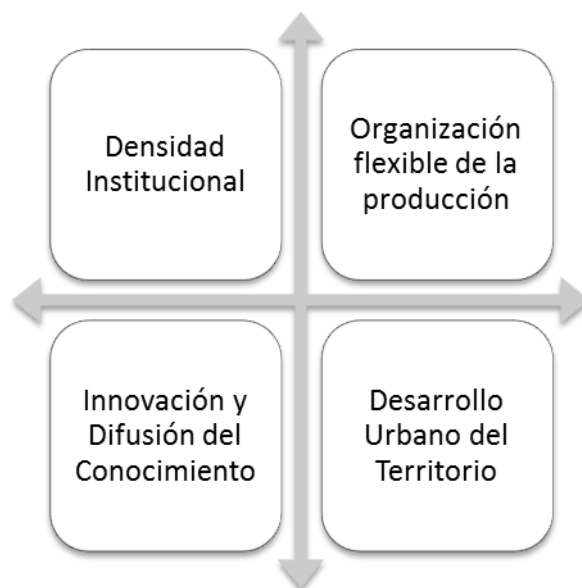 Densidad
Institucional
Organización
flexible de la
producción
Innovación y
Difusión del
Conocimiento
Desarrollo
Urbano del
Territorio